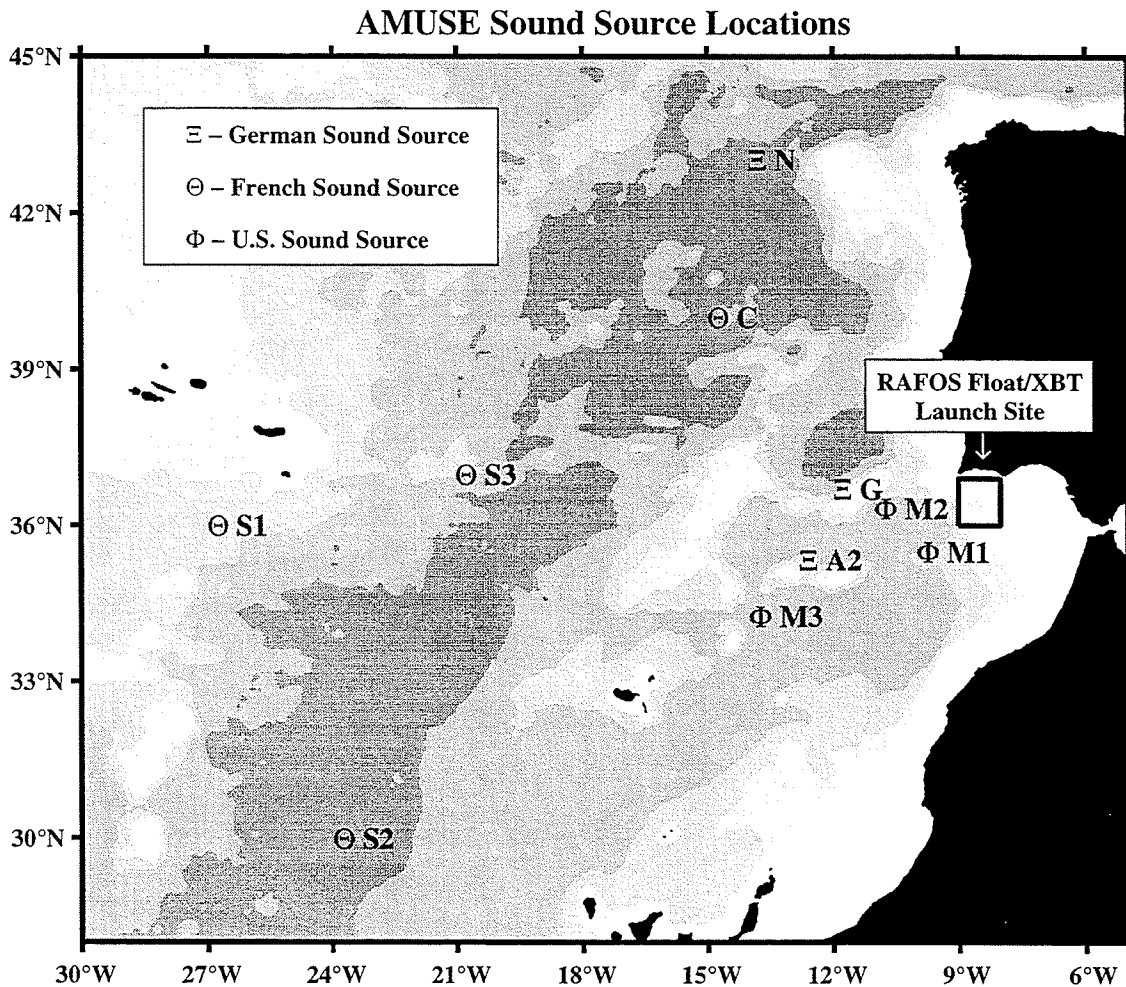 AMUSE Sound Source Locations
45°N
42°N
39°N
36°N
33°N
30°N
Ξ – German Sound Source
Θ – French Sound Source
Φ – U.S. Sound Source
Ξ N
Θ C
RAFOS Float/XBT
Launch Site
Θ S3
Ξ G
Φ M2
Θ S1
Φ M1
Ξ A2
Φ M3
Θ S2
30°W
27°W
24°W
21°W
18°W
15°W
12°W
9°W
6°W